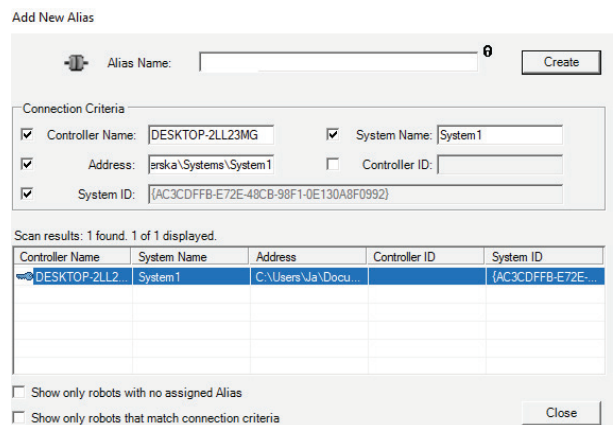 Add New Alias
Alias Name: Create
Connection Criteria
Controller Name: DESKTOP-2LL23MG System Name: System1
Address: erska\Systems\System1 Controller ID:
System ID: {AC3CDFFB-E72E-48CB-98F1-0E130A8F0992}
Scan results: 1 found. 1 of 1 displayed.
Controller Name System Name Address Controller ID System ID
DESKTOP-2LL2... System1 C:\Users\Ja\Docu... {AC3CDFFB-E72E-...
Show only robots with no assigned Alias
Show only robots that match connection criteria Close